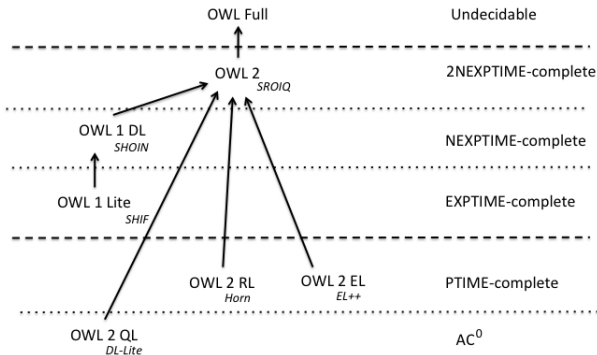 OWL Full Undecidable
OWL 2 2NEXPTIME-complete
SROIQ
OWL 1 DL NEXPTIME-complete
SHOIN
OWL 1 Lite EXPTIME-complete
SHIF
OWL 2 RL OWL 2 EL PTIME-complete
Horn EL++
OWL 2 QL AC⁰
DL-Lite